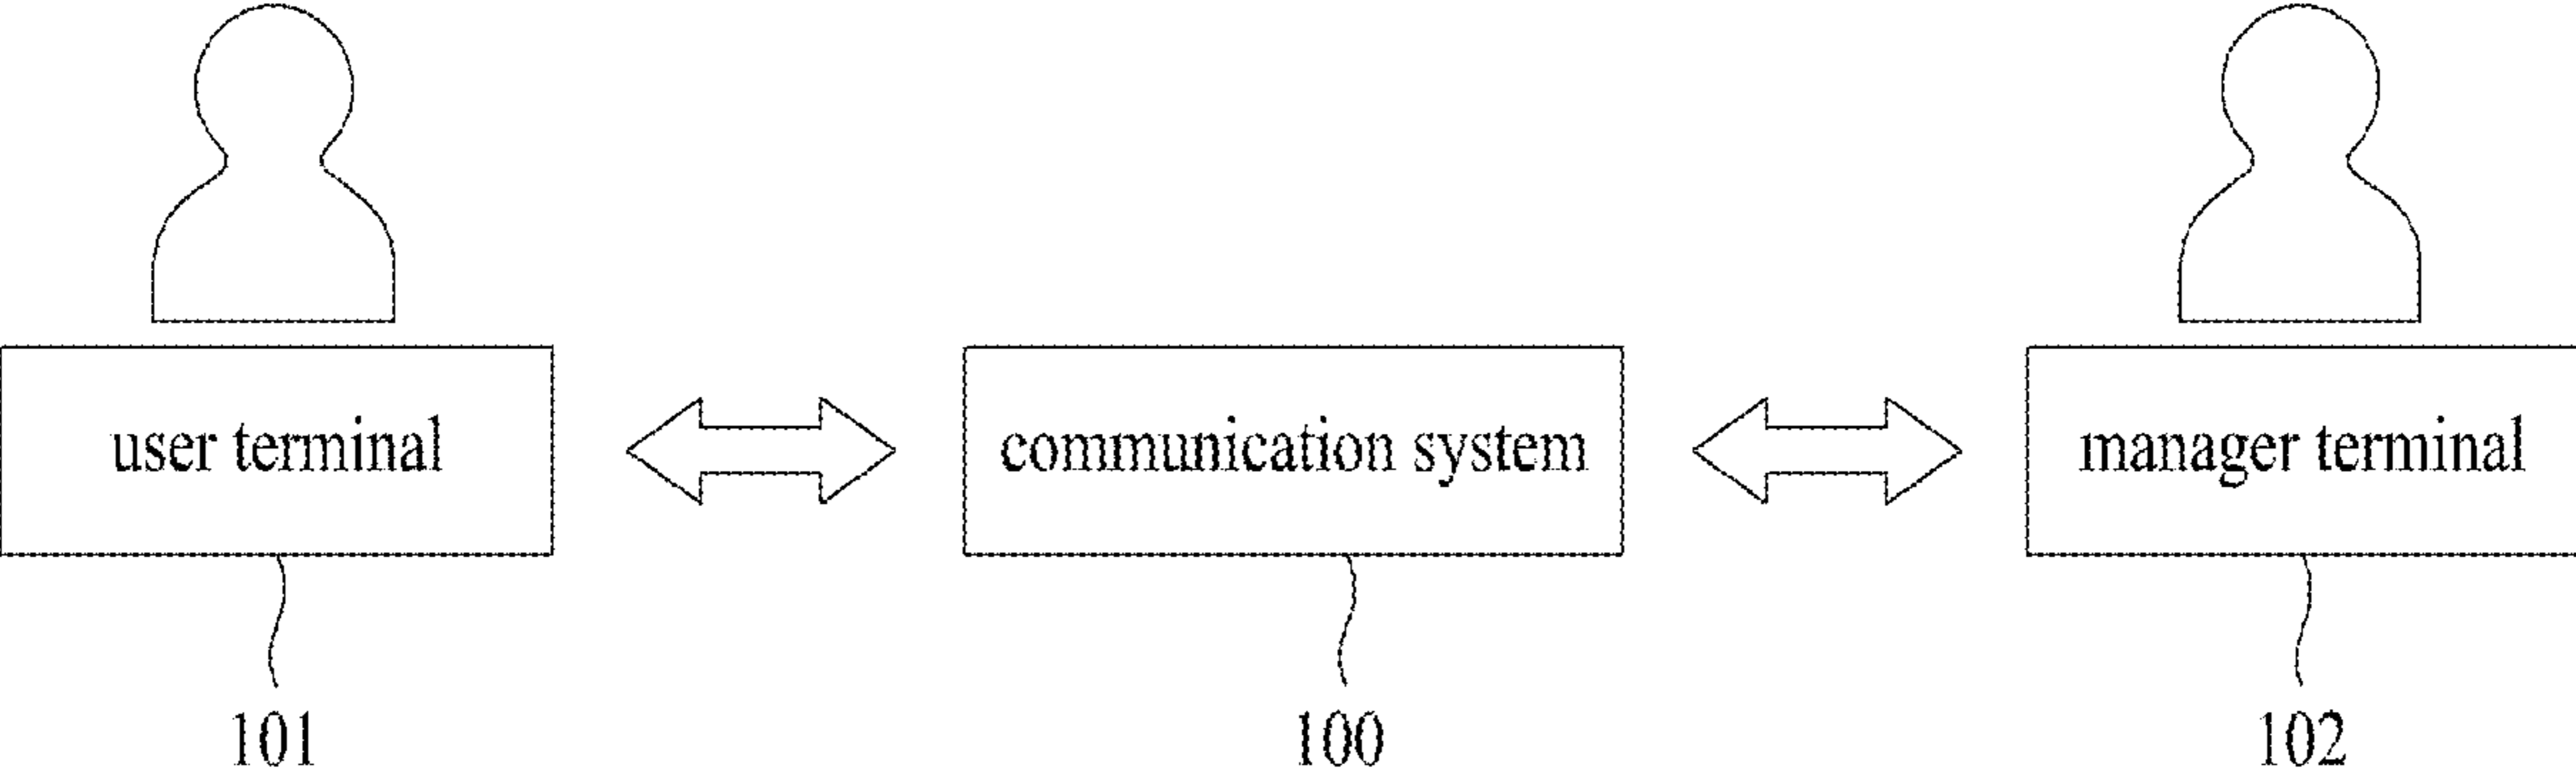 user terminal
communication system
manager terminal
101
100
102